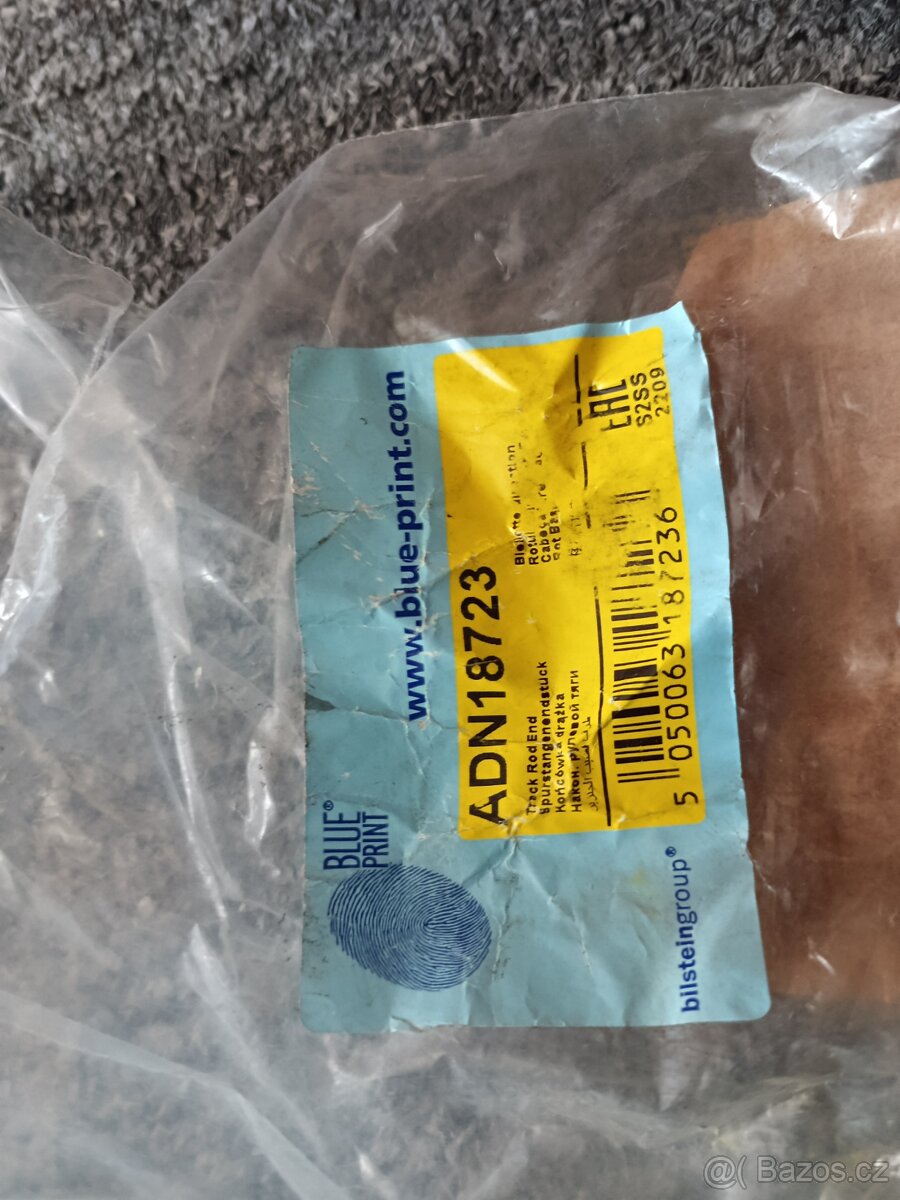 www.blue-print.com
BLUE®
PRINT
ADN18723
Track Rod End
Spurstangenendstück
Końcówka drążka
Након. рулевой тяги
EAC
S2SS
2209
5 050063 187236
bilsteingroup®
@( Bazos.cz